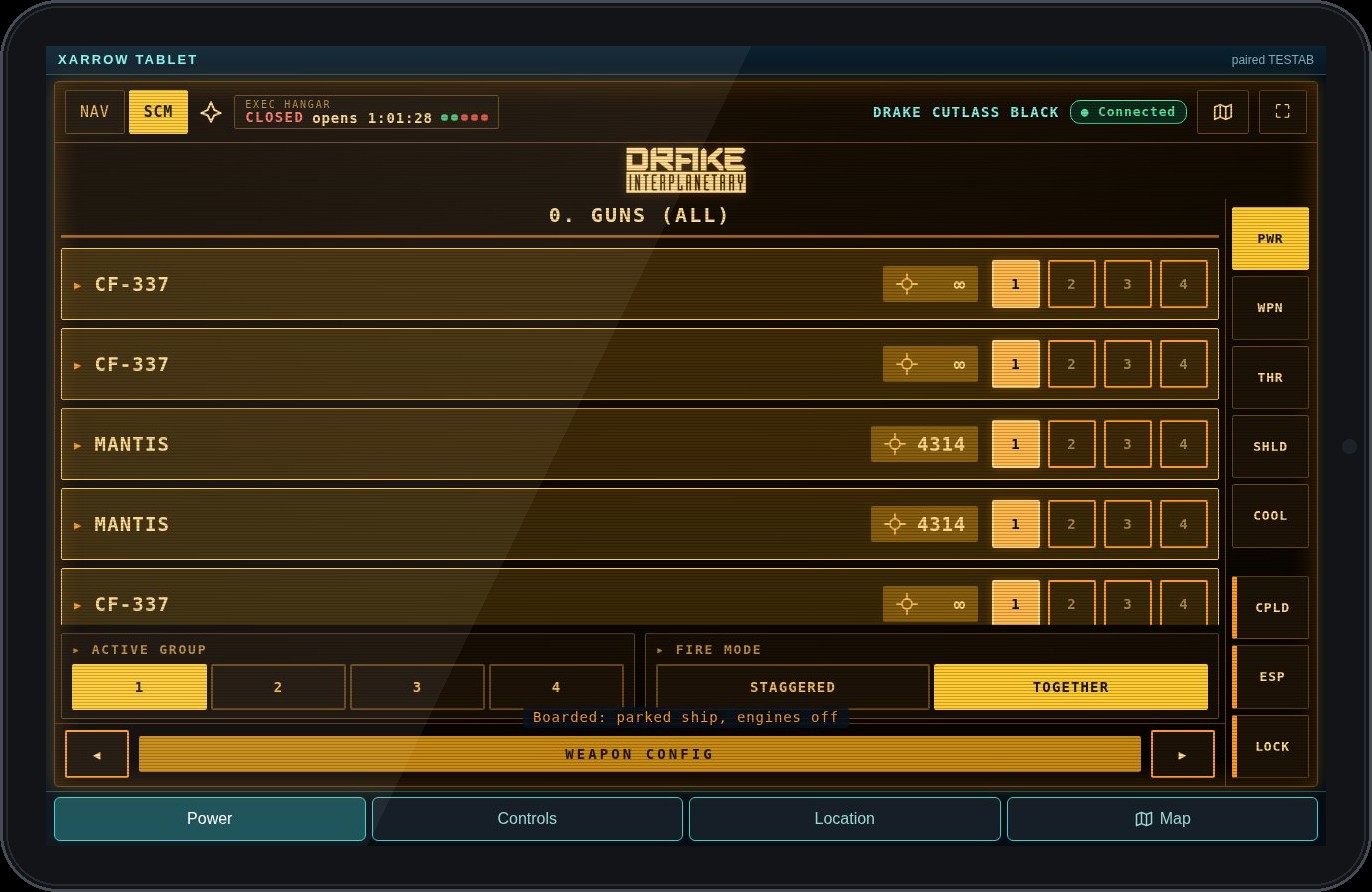 XARROW TABLET
paired TESTAB
NAV
SCM
EXEC HANGAR
CLOSED opens 1:01:28
DRAKE CUTLASS BLACK
Connected
DRAKE
INTERPLANETARY
0. GUNS (ALL)
▸ CF-337 ∞ 1 2 3 4
▸ CF-337 ∞ 1 2 3 4
▸ MANTIS 4314 1 2 3 4
▸ MANTIS 4314 1 2 3 4
▸ CF-337 ∞ 1 2 3 4
PWR
WPN
THR
SHLD
COOL
CPLD
ESP
LOCK
▸ ACTIVE GROUP
1 2 3 4
▸ FIRE MODE
STAGGERED TOGETHER
Boarded: parked ship, engines off
◂ WEAPON CONFIG ▸
Power
Controls
Location
Map